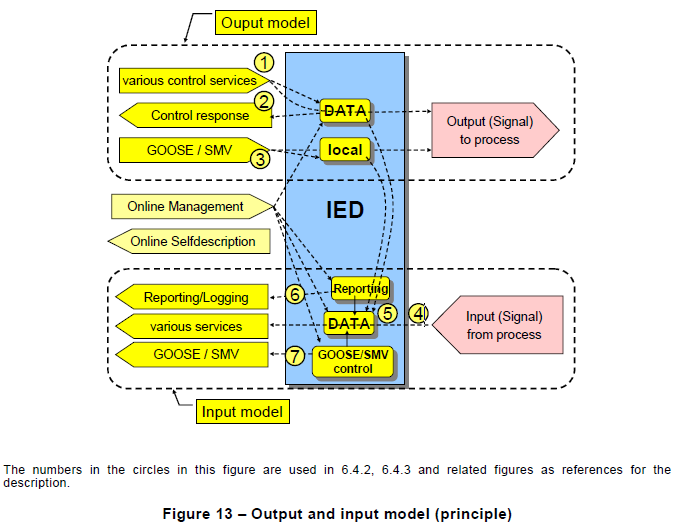 Ouput model
1
various control services
2
Control response
DATA
Output (Signal)
to process
GOOSE / SMV
3
local
Online Management
IED
Online Selfdescription
Reporting
Reporting/Logging
6
5
4
Input (Signal)
from process
various services
DATA
GOOSE / SMV
7
GOOSE/SMV
control
Input model
The numbers in the circles in this figure are used in 6.4.2, 6.4.3 and related figures as references for the
description.
Figure 13 – Output and input model (principle)